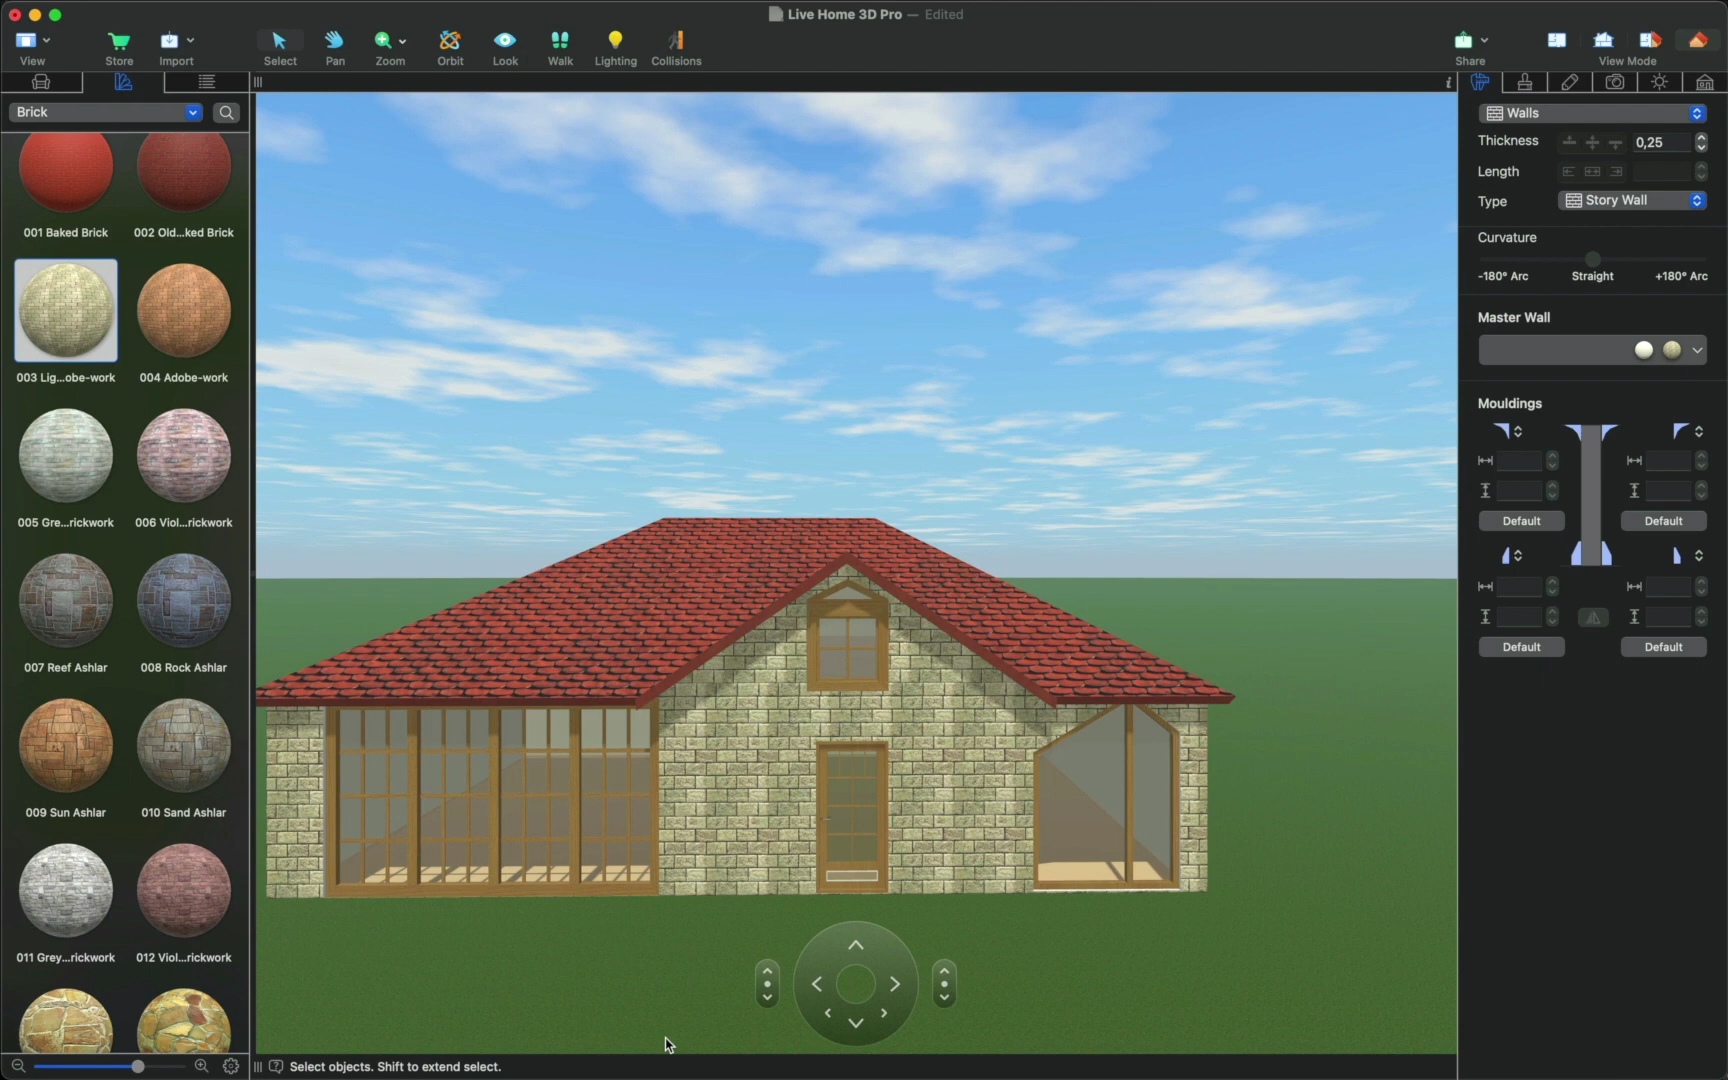 Live Home 3D Pro — Edited
View
Store
Import
Select
Pan
Zoom
Orbit
Look
Walk
Lighting
Collisions
Share
View Mode
Brick
001 Baked Brick
002 Old...ked Brick
003 Lig...obe-work
004 Adobe-work
005 Gre...rickwork
006 Viol...rickwork
007 Reef Ashlar
008 Rock Ashlar
009 Sun Ashlar
010 Sand Ashlar
011 Grey...rickwork
012 Viol...rickwork
Select objects. Shift to extend select.
i
Walls
Thickness
0,25
Length
Type
Story Wall
Curvature
-180° Arc
Straight
+180° Arc
Master Wall
Mouldings
Default
Default
Default
Default